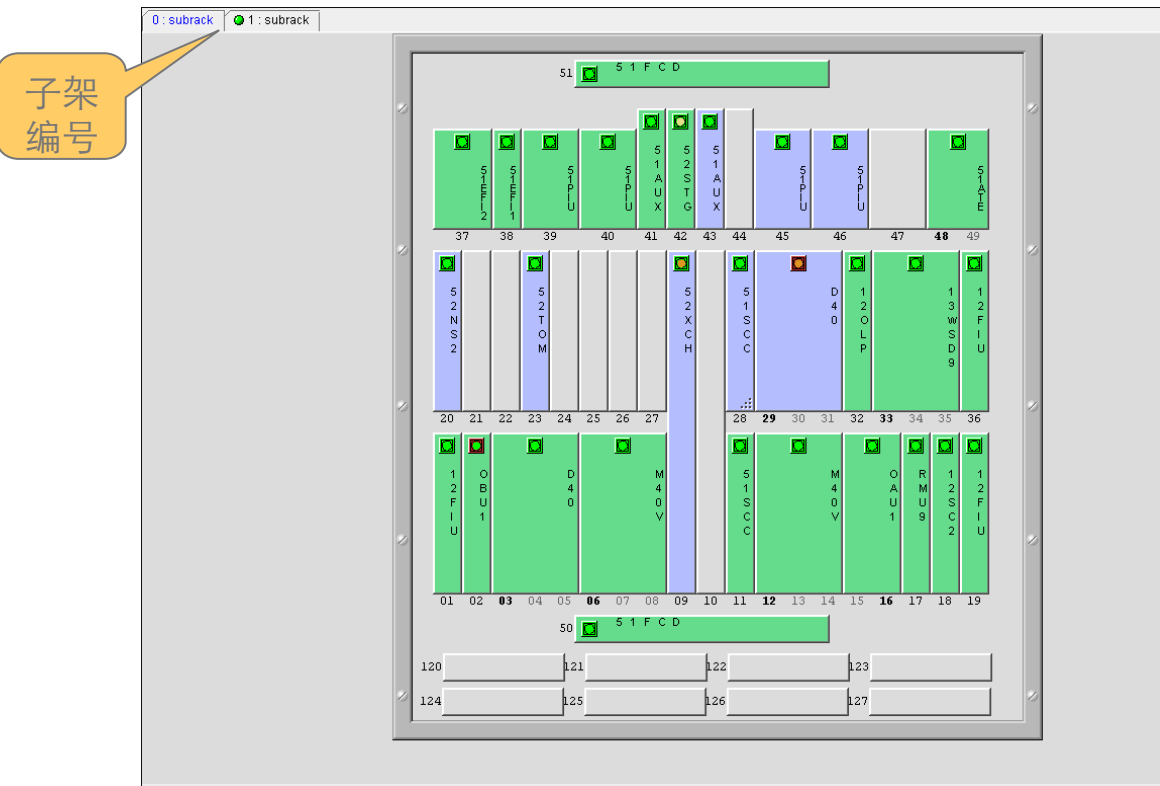 0 : subrack
1 : subrack
子架
编号
51
51FCD
51EFI2
51EFI1
51PIU
51PIU
51AUX
52STG
51AUX
51PIU
51PIU
51ATE
37 38 39 40 41 42 43 44 45 46 47 48 49
52NS2
52TOM
52XCH
51SCC
D40
12OLP
13WSD9
12FIU
20 21 22 23 24 25 26 27 28 29 30 31 32 33 34 35 36
12FIU
OBU1
D40
M40V
51SCC
M40V
OAU1
RMU9
12SC2
12FIU
01 02 03 04 05 06 07 08 09 10 11 12 13 14 15 16 17 18 19
50
51FCD
120 121 122 123
124 125 126 127